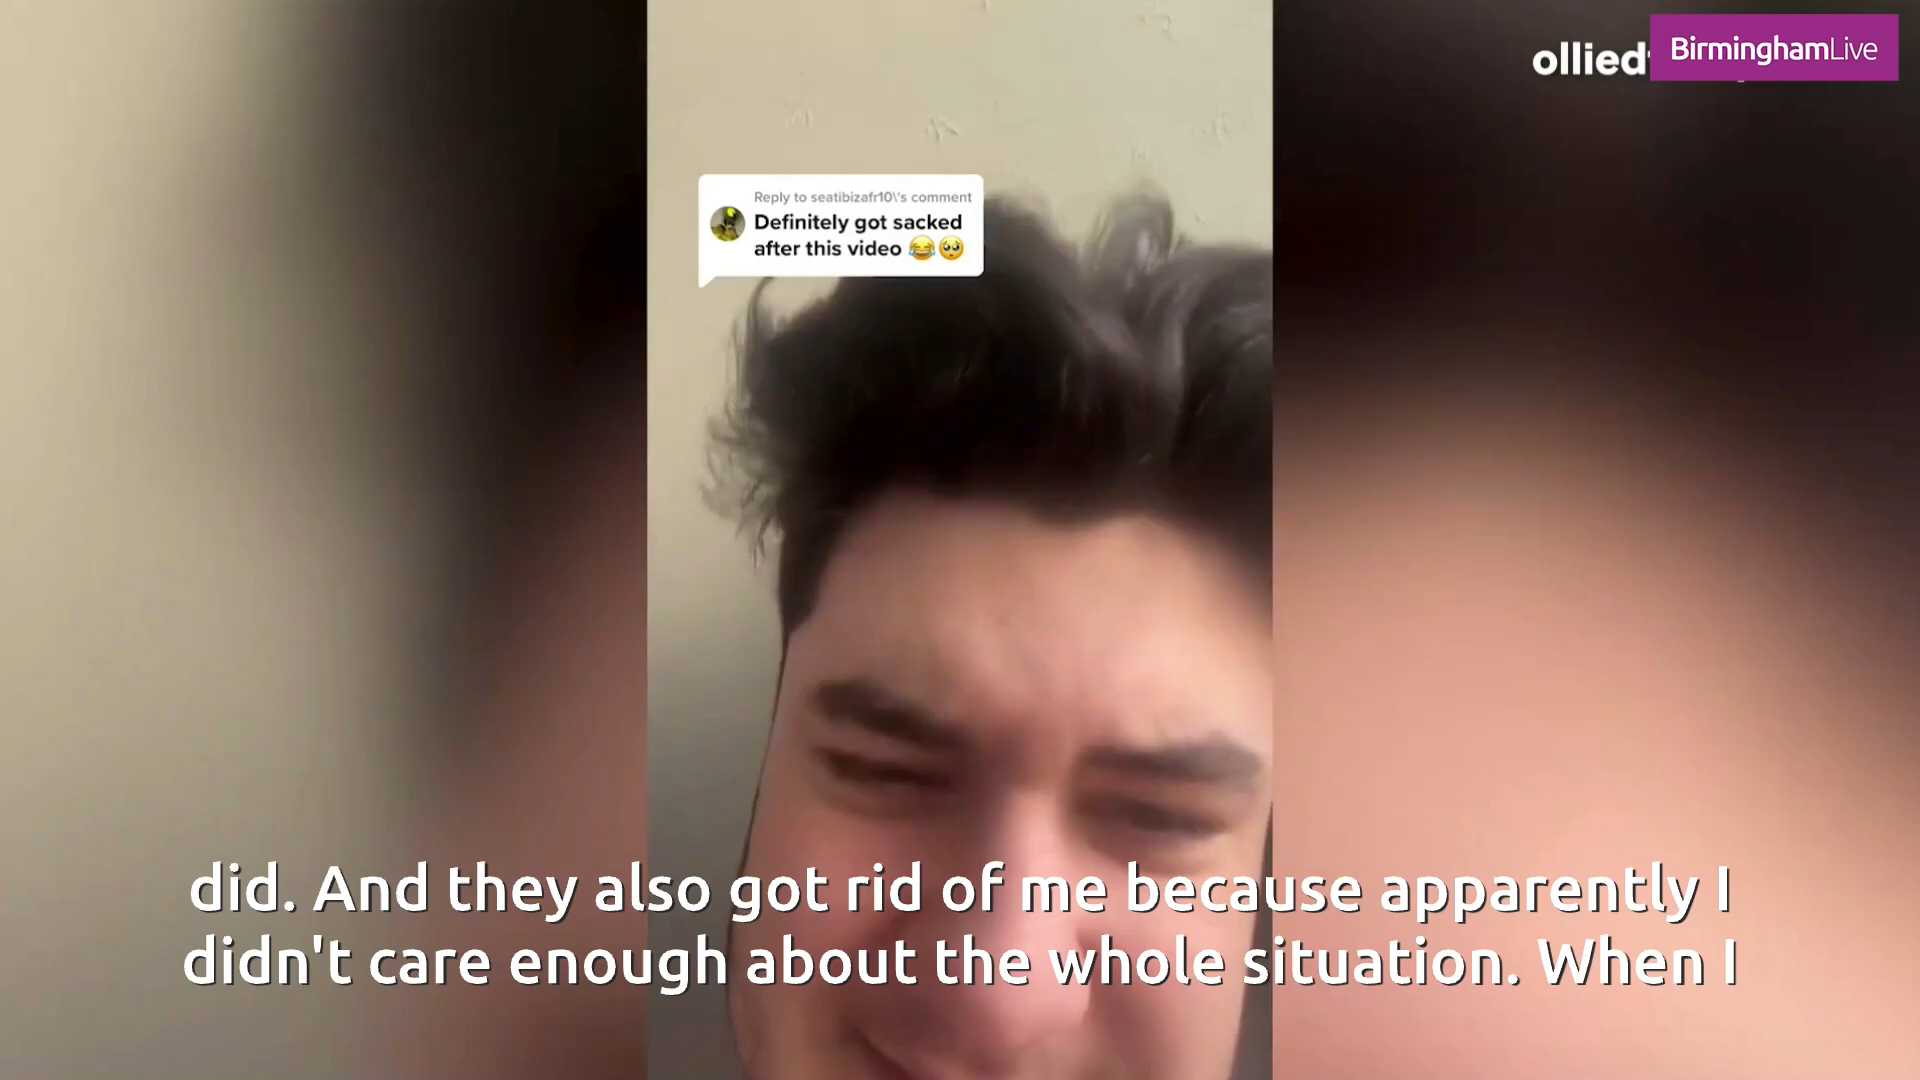 ollied
BirminghamLive
Reply to seatibizafr10\'s comment
Definitely got sacked
after this video 😂🥺
did. And they also got rid of me because apparently I
didn't care enough about the whole situation. When I